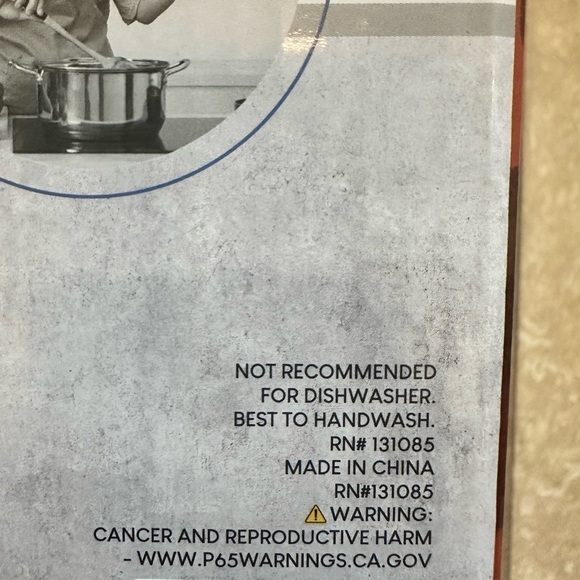 NOT RECOMMENDED
FOR DISHWASHER.
BEST TO HANDWASH.
RN# 131085
MADE IN CHINA
RN#131085
⚠ WARNING:
CANCER AND REPRODUCTIVE HARM
- WWW.P65WARNINGS.CA.GOV